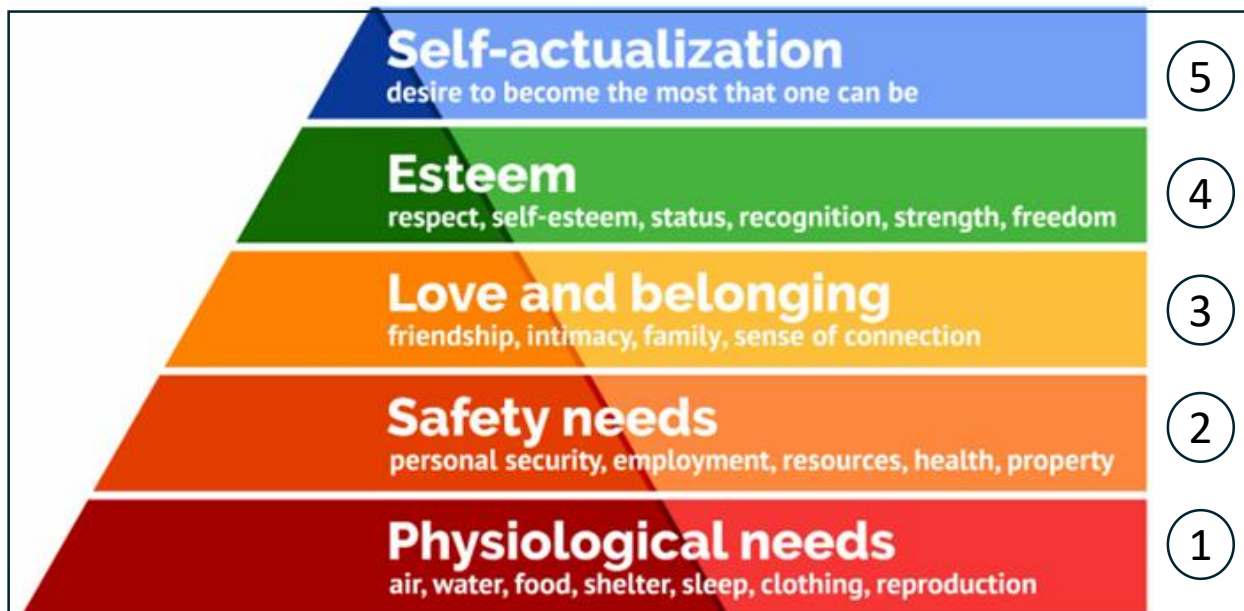 Self-actualization
desire to become the most that one can be
5
Esteem
respect, self-esteem, status, recognition, strength, freedom
4
Love and belonging
friendship, intimacy, family, sense of connection
3
Safety needs
personal security, employment, resources, health, property
2
Physiological needs
air, water, food, shelter, sleep, clothing, reproduction
1